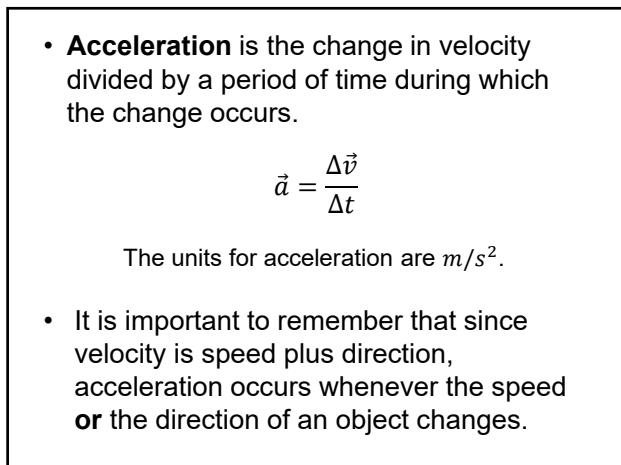 • Acceleration is the change in velocity
divided by a period of time during which
the change occurs.
a⃗ = Δv⃗ / Δt
The units for acceleration are m/s².
• It is important to remember that since
velocity is speed plus direction,
acceleration occurs whenever the speed
or the direction of an object changes.